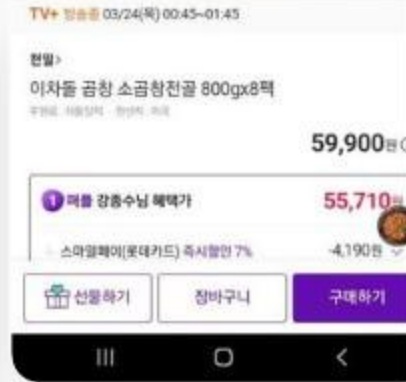 TV+ 방송중 03/24(목) 00:45~01:45
천일>
이차돌 곱창 소곱창전골 800gx8팩
59,900원
1 퍼플 강종수님 혜택가
55,710원
스마일페이(롯데카드) 즉시할인 7%
-4,190원
선물하기
장바구니
구매하기